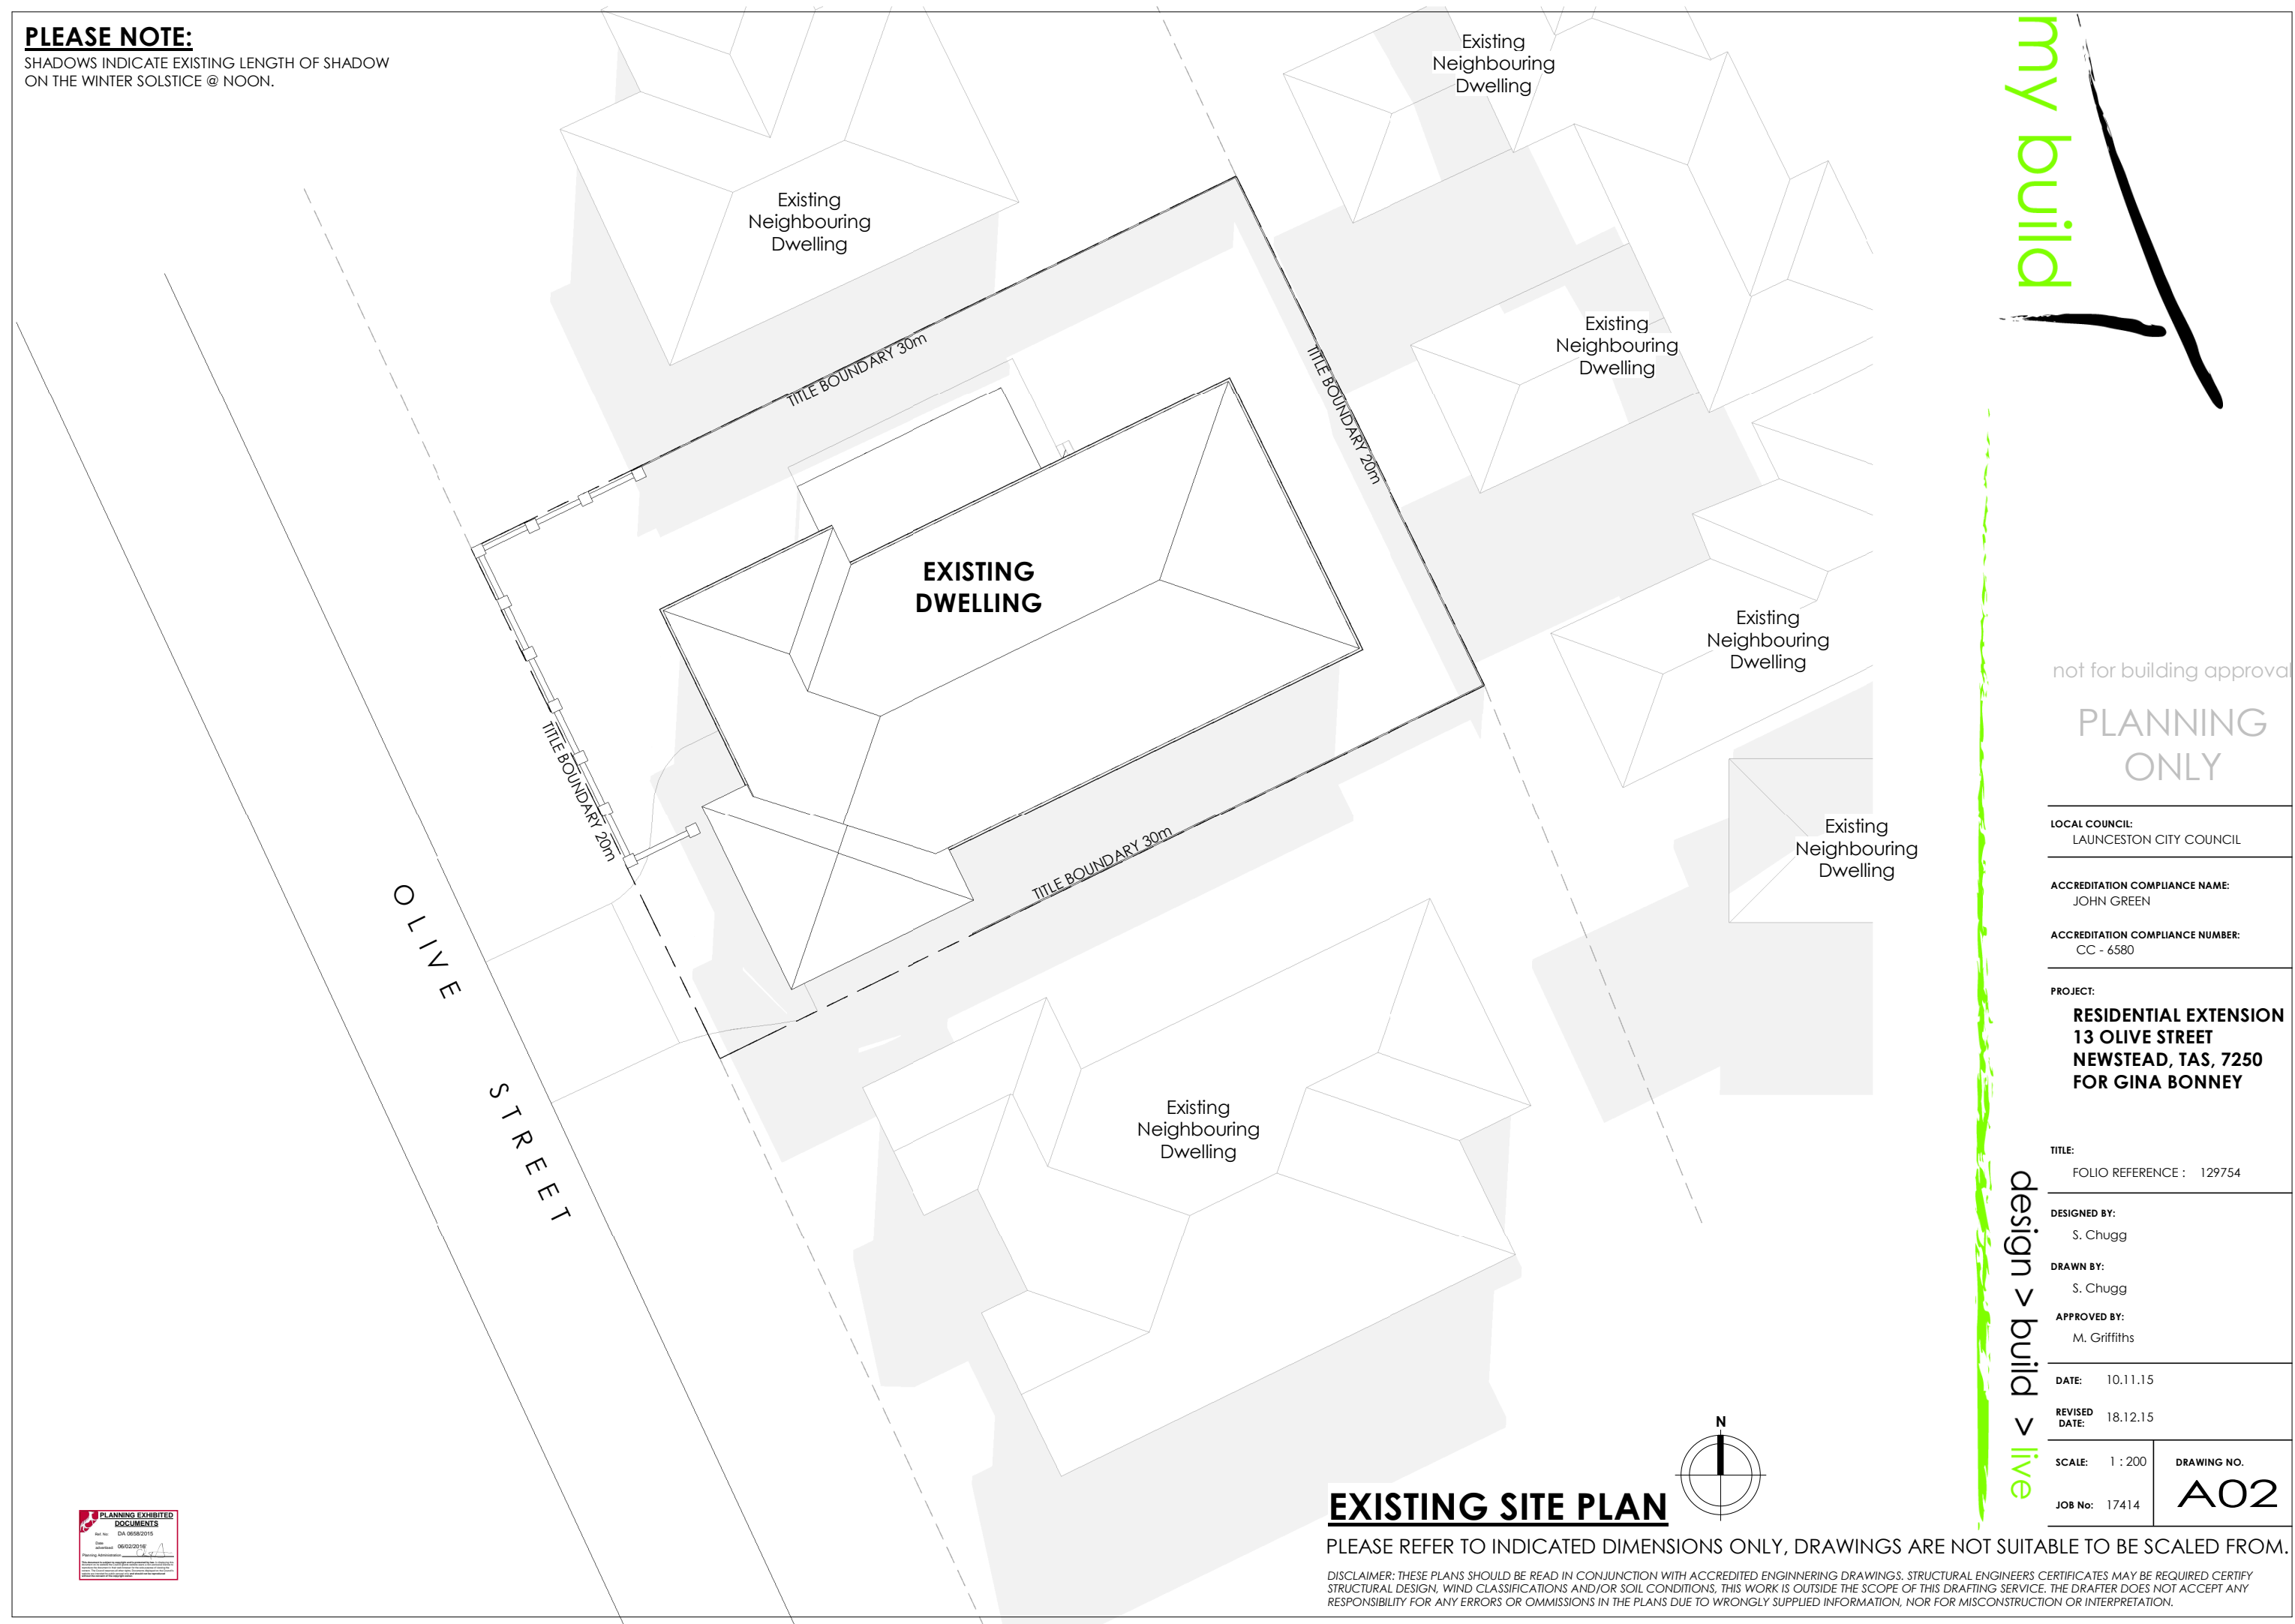 PLEASE NOTE:
SHADOWS INDICATE EXISTING LENGTH OF SHADOW
ON THE WINTER SOLSTICE @ NOON.
Existing
Neighbouring
Dwelling
Existing
Neighbouring
Dwelling
Existing
Neighbouring
Dwelling
Existing
Neighbouring
Dwelling
Existing
Neighbouring
Dwelling
Existing
Neighbouring
Dwelling
TITLE BOUNDARY 30m
TITLE BOUNDARY 20m
EXISTING
DWELLING
TITLE BOUNDARY 20m
TITLE BOUNDARY 30m
OLIVE STREET
N
EXISTING SITE PLAN
PLEASE REFER TO INDICATED DIMENSIONS ONLY, DRAWINGS ARE NOT SUITABLE TO BE SCALED FROM.
DISCLAIMER: THESE PLANS SHOULD BE READ IN CONJUNCTION WITH ACCREDITED ENGINNERING DRAWINGS. STRUCTURAL ENGINEERS CERTIFICATES MAY BE REQUIRED CERTIFY
STRUCTURAL DESIGN, WIND CLASSIFICATIONS AND/OR SOIL CONDITIONS, THIS WORK IS OUTSIDE THE SCOPE OF THIS DRAFTING SERVICE. THE DRAFTER DOES NOT ACCEPT ANY
RESPONSIBILITY FOR ANY ERRORS OR OMMISSIONS IN THE PLANS DUE TO WRONGLY SUPPLIED INFORMATION, NOR FOR MISCONSTRUCTION OR INTERPRETATION.
PLANNING EXHIBITED
DOCUMENTS
Ref. No: DA 0658/2015
Date
advertised: 06/02/2016
Planning Administration
my build
design > build > live
not for building approval
PLANNING
ONLY
LOCAL COUNCIL:
LAUNCESTON CITY COUNCIL
ACCREDITATION COMPLIANCE NAME:
JOHN GREEN
ACCREDITATION COMPLIANCE NUMBER:
CC - 6580
PROJECT:
RESIDENTIAL EXTENSION
13 OLIVE STREET
NEWSTEAD, TAS, 7250
FOR GINA BONNEY
TITLE:
FOLIO REFERENCE : 129754
DESIGNED BY:
S. Chugg
DRAWN BY:
S. Chugg
APPROVED BY:
M. Griffiths
DATE: 10.11.15
REVISED
DATE: 18.12.15
SCALE: 1 : 200
JOB No: 17414
DRAWING NO.
A02